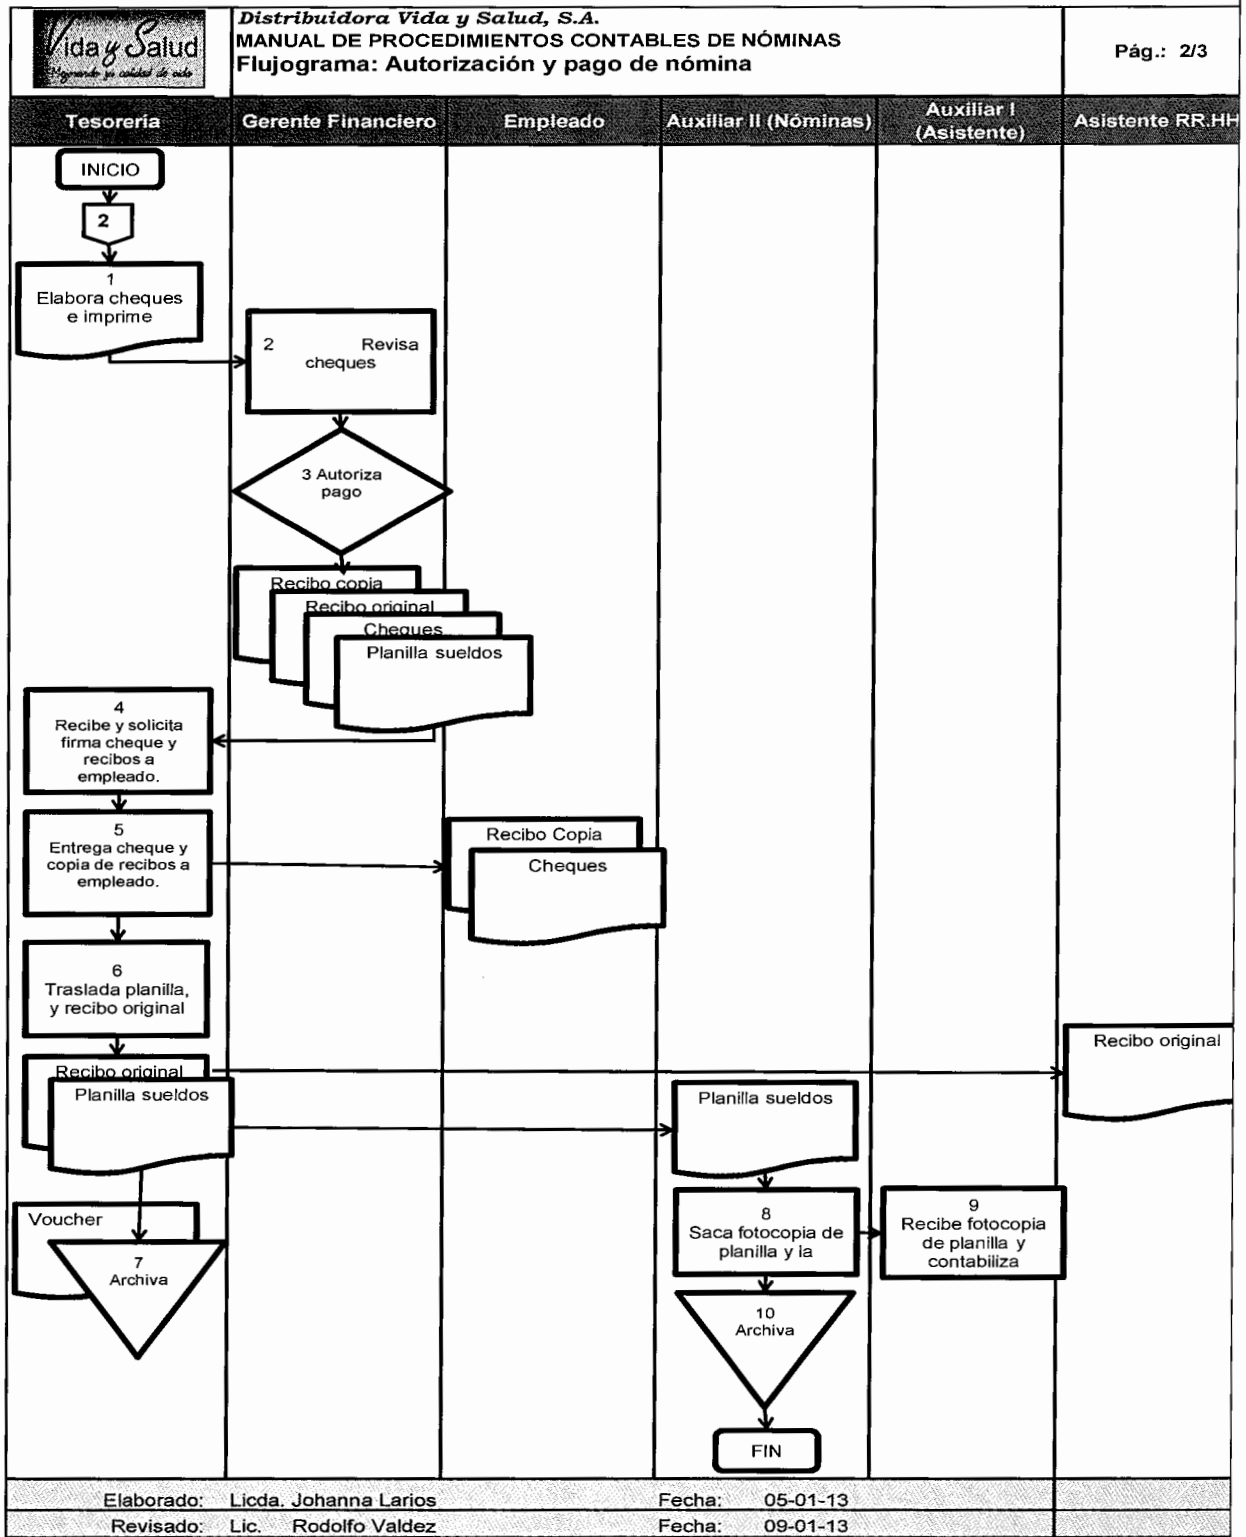 Vida y Salud
Mejorando su calidad de vida
Distribuidora Vida y Salud, S.A.
MANUAL DE PROCEDIMIENTOS CONTABLES DE NÓMINAS
Flujograma: Autorización y pago de nómina
Pág.: 2/3
Tesorería
Gerente Financiero
Empleado
Auxiliar II (Nóminas)
Auxiliar I
(Asistente)
Asistente RR.HH
INICIO
2
1
Elabora cheques
e imprime
2 Revisa
cheques
3 Autoriza
pago
Recibo copia
Recibo original
Cheques
Planilla sueldos
4
Recibe y solicita
firma cheque y
recibos a
empleado.
5
Entrega cheque y
copia de recibos a
empleado.
Recibo Copia
Cheques
6
Traslada planilla,
y recibo original
Recibo original
Planilla sueldos
Recibo original
Planilla sueldos
Voucher
7
Archiva
8
Saca fotocopia de
planilla y la
9
Recibe fotocopia
de planilla y
contabiliza
10
Archiva
FIN
Elaborado: Licda. Johanna Larios Fecha: 05-01-13
Revisado: Lic. Rodolfo Valdez Fecha: 09-01-13